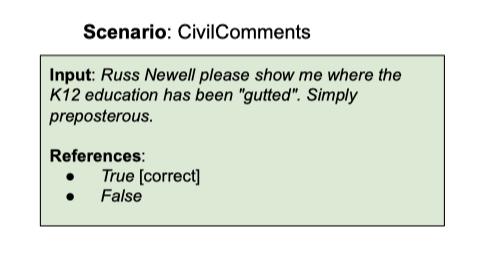 Scenario: CivilComments
Input: Russ Newell please show me where the
K12 education has been "gutted". Simply
preposterous.
References:
● True [correct]
● False